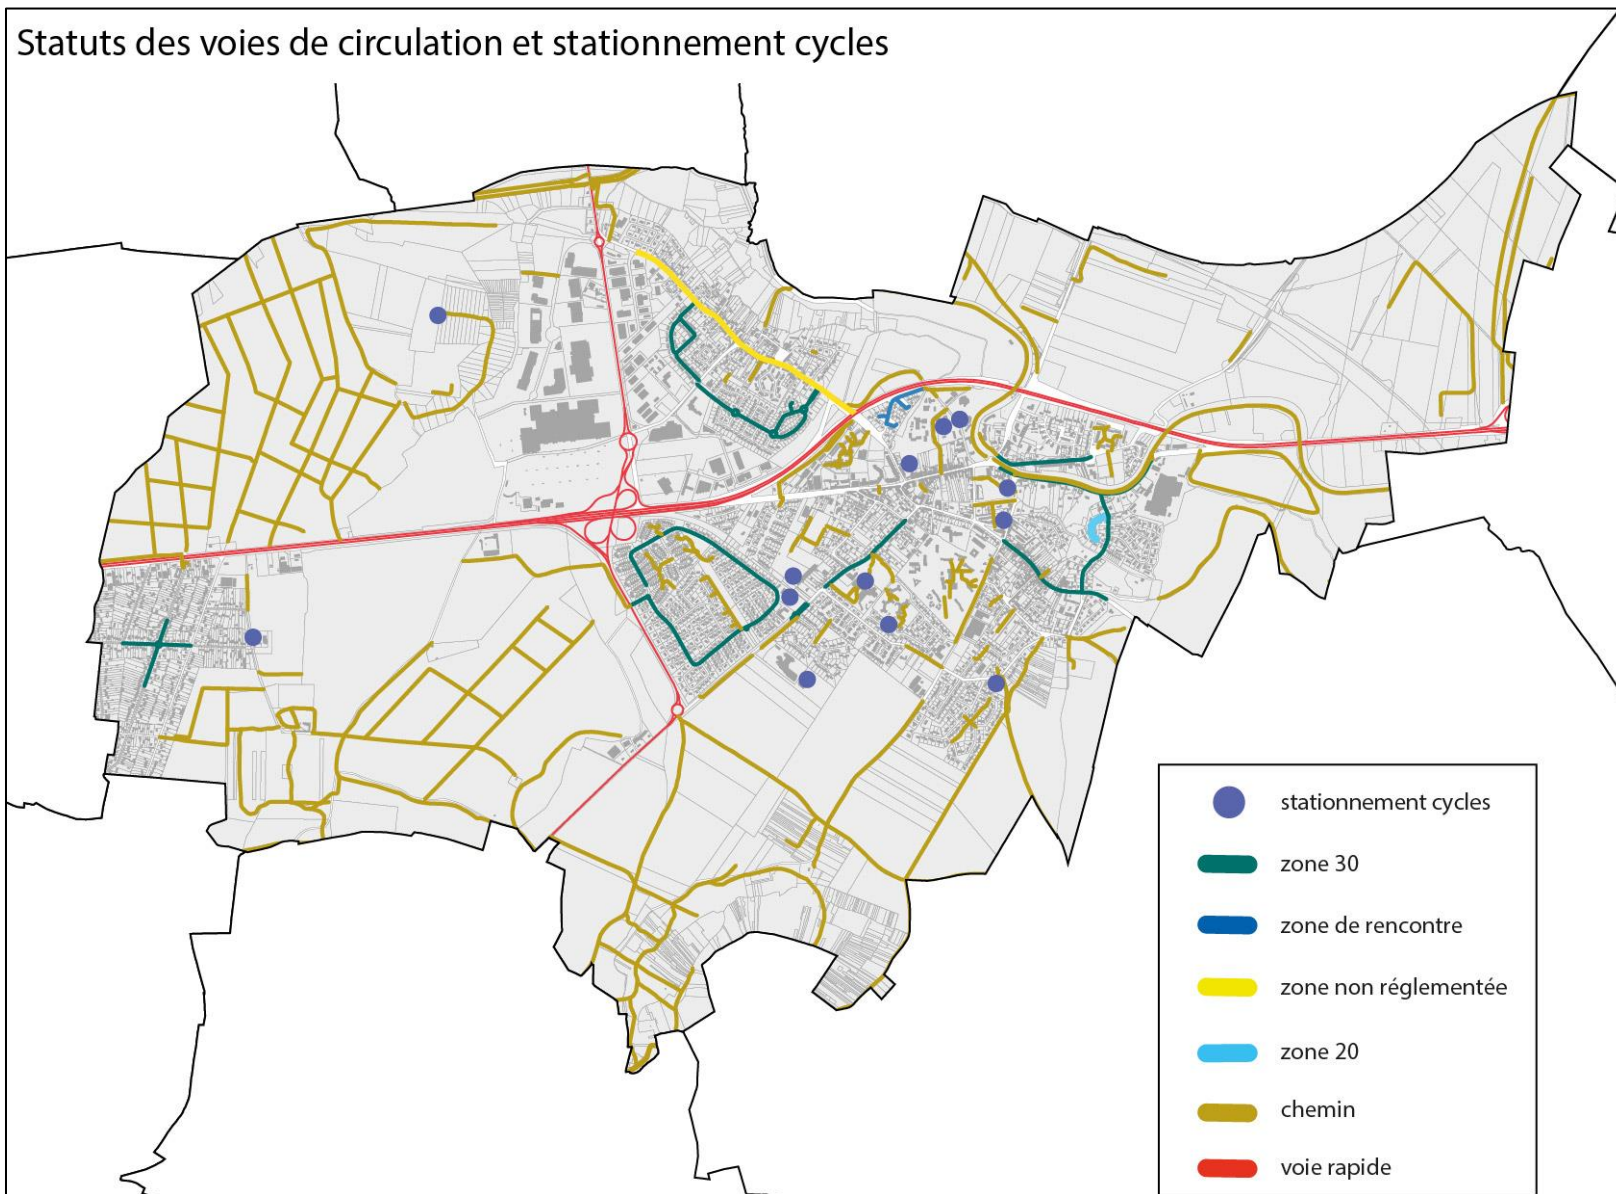 Statuts des voies de circulation et stationnement cycles
stationnement cycles
zone 30
zone de rencontre
zone non réglementée
zone 20
chemin
voie rapide